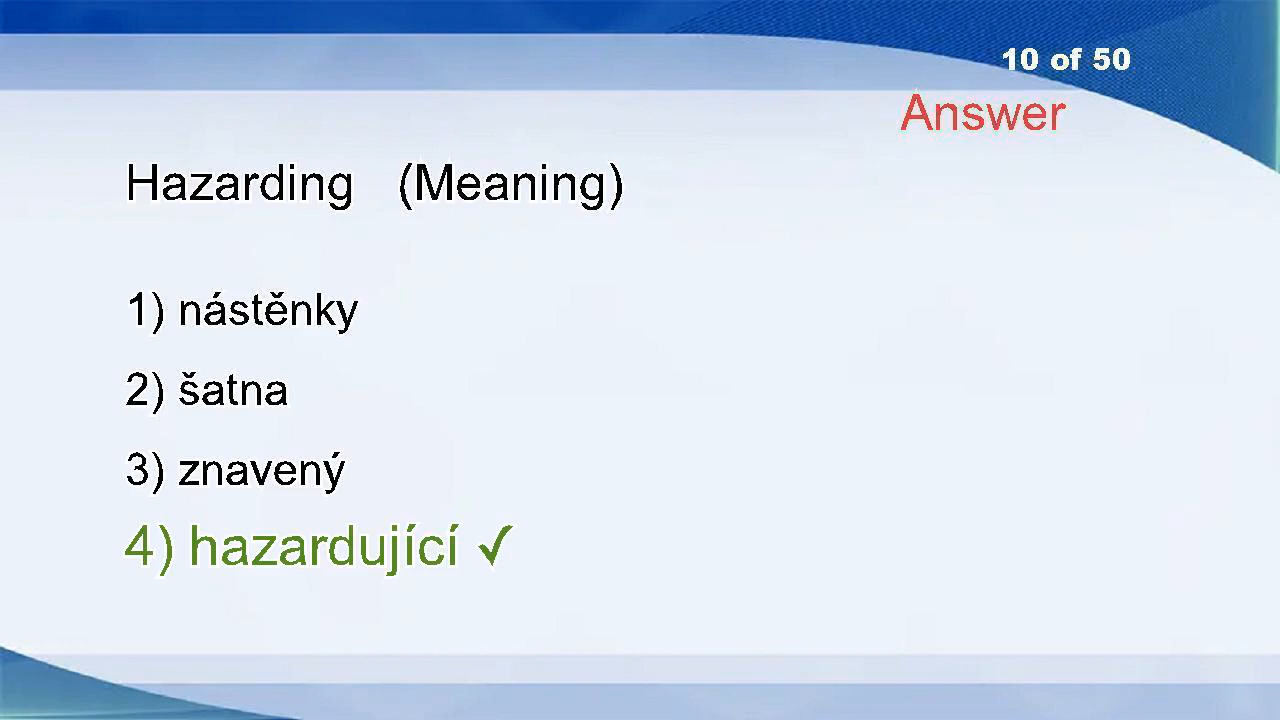 10 of 50
Answer
Hazarding (Meaning)
1) nástěnky
2) šatna
3) znavený
4) hazardující ✓